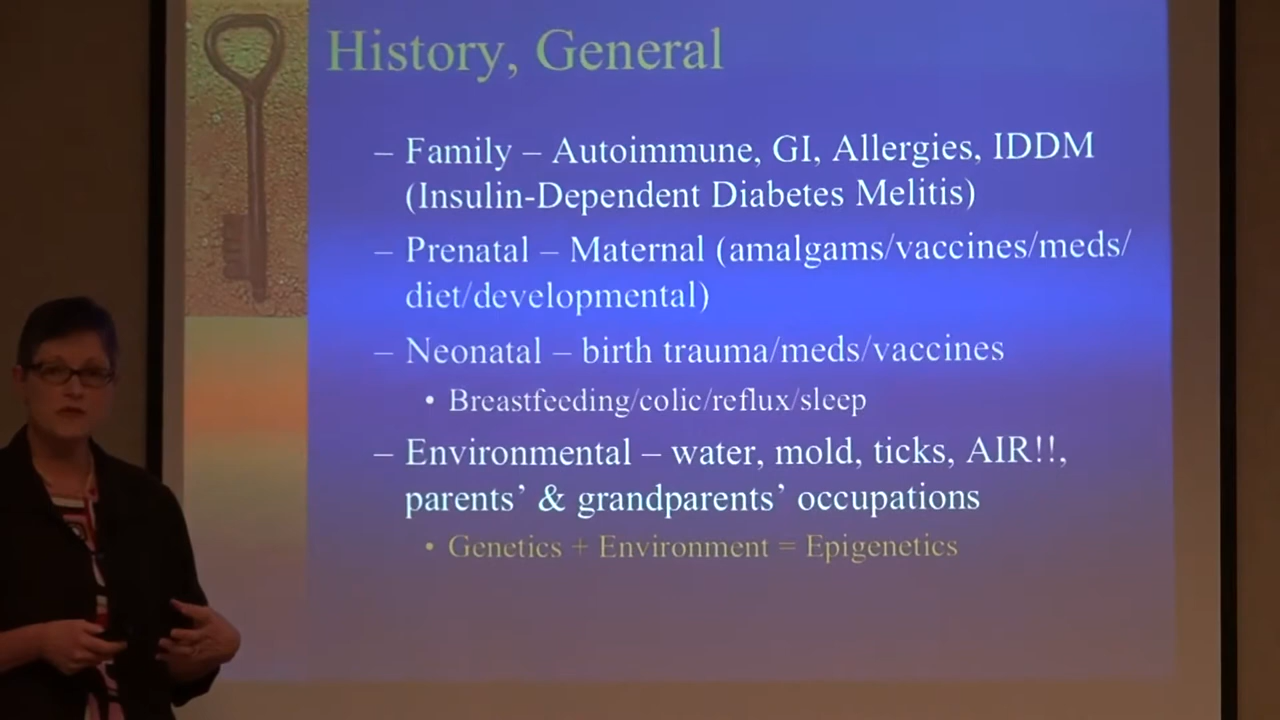 History, General
– Family – Autoimmune, GI, Allergies, IDDM
(Insulin-Dependent Diabetes Melitis)
– Prenatal – Maternal (amalgams/vaccines/meds/
diet/developmental)
– Neonatal – birth trauma/meds/vaccines
• Breastfeeding/colic/reflux/sleep
– Environmental – water, mold, ticks, AIR!!,
parents’ & grandparents’ occupations
• Genetics + Environment = Epigenetics